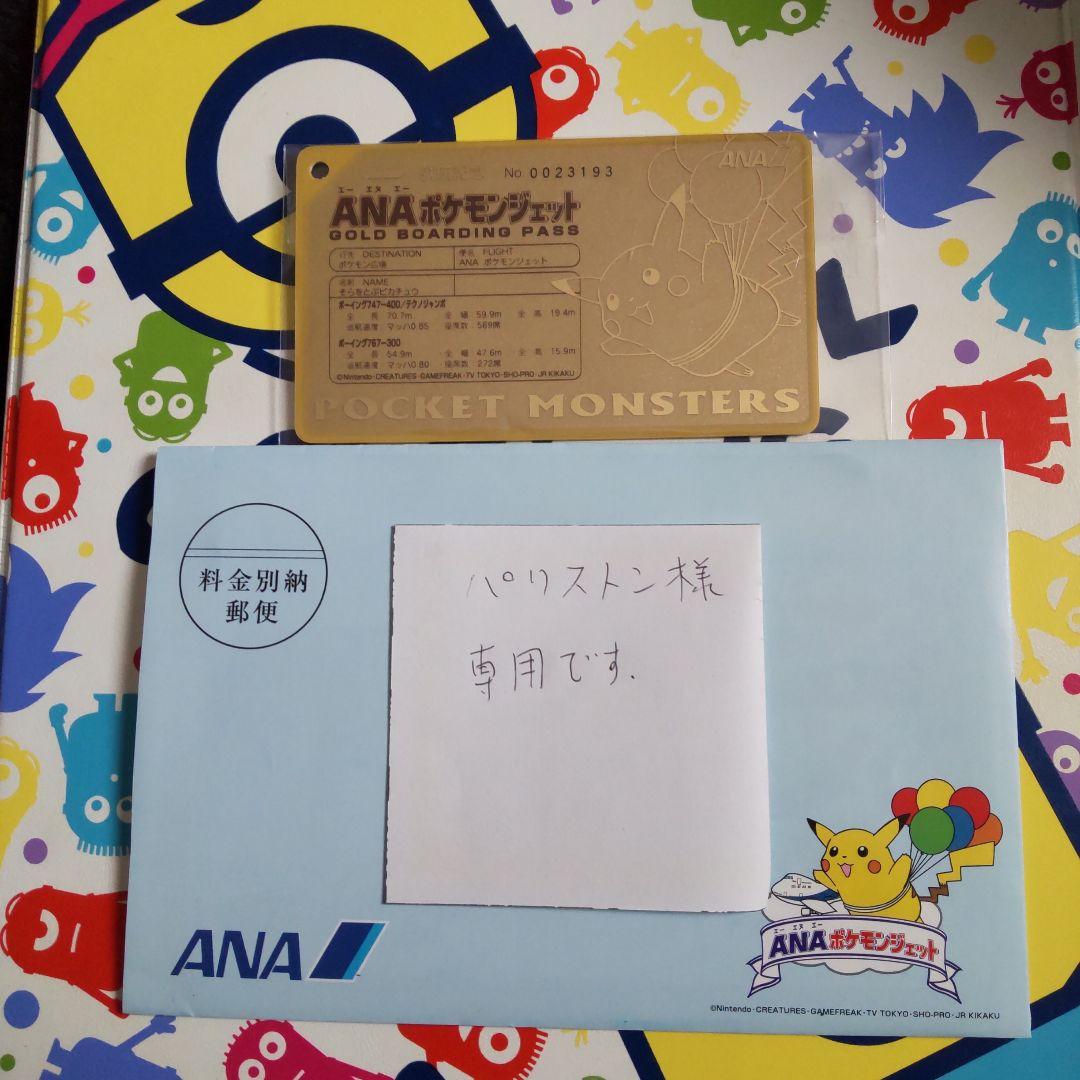 No. 0023193
ANA
エー エヌ エー
ANAポケモンジェット
GOLD BOARDING PASS
行先 DESTINATION
ポケモン広場
便名 FLIGHT
ANA ポケモンジェット
名前 NAME
そらをとぶピカチュウ
ボーイング747-400/テクノジャンボ
全 長 70.7m 全 幅 59.9m 全 高 19.4m
巡航速度 マッハ0.85 座席数 569席
ボーイング767-300
全 長 54.9m 全 幅 47.6m 全 高 15.9m
巡航速度 マッハ0.80 座席数 272席
©Nintendo・CREATURES・GAMEFREAK・TV TOKYO・SHO-PRO・JR KIKAKU
POCKET MONSTERS
料金別納
郵便
パリストン様
専用です.
ANA
エー エヌ エー
ANAポケモンジェット
©Nintendo・CREATURES・GAMEFREAK・TV TOKYO・SHO-PRO・JR KIKAKU